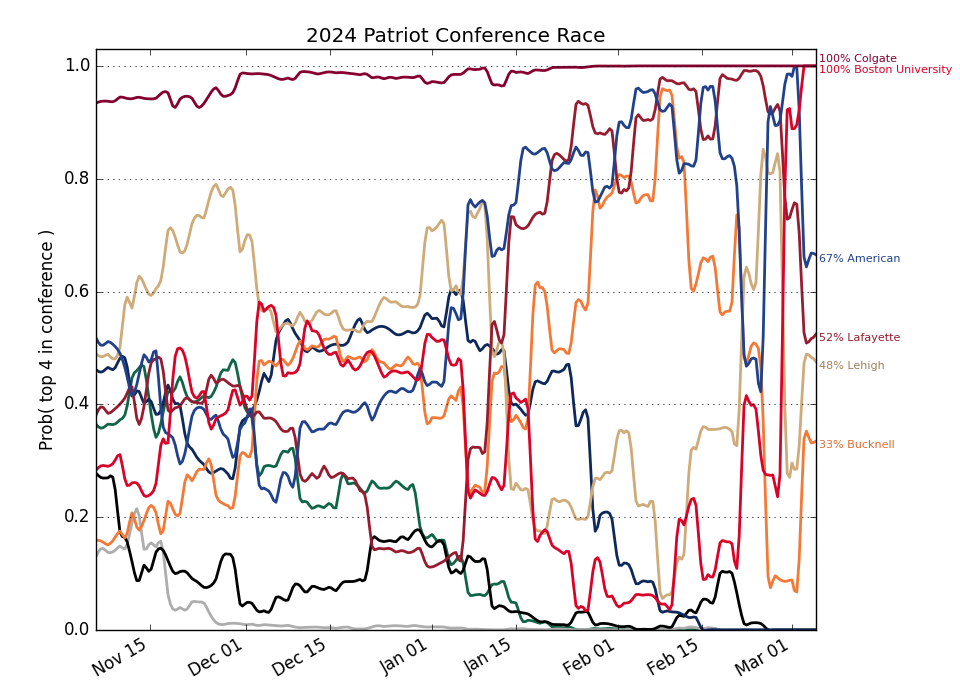 2024 Patriot Conference Race
Prob( top 4 in conference )
1.0
0.8
0.6
0.4
0.2
0.0
Nov 15
Dec 01
Dec 15
Jan 01
Jan 15
Feb 01
Feb 15
Mar 01
100% Colgate
100% Boston University
67% American
52% Lafayette
48% Lehigh
33% Bucknell